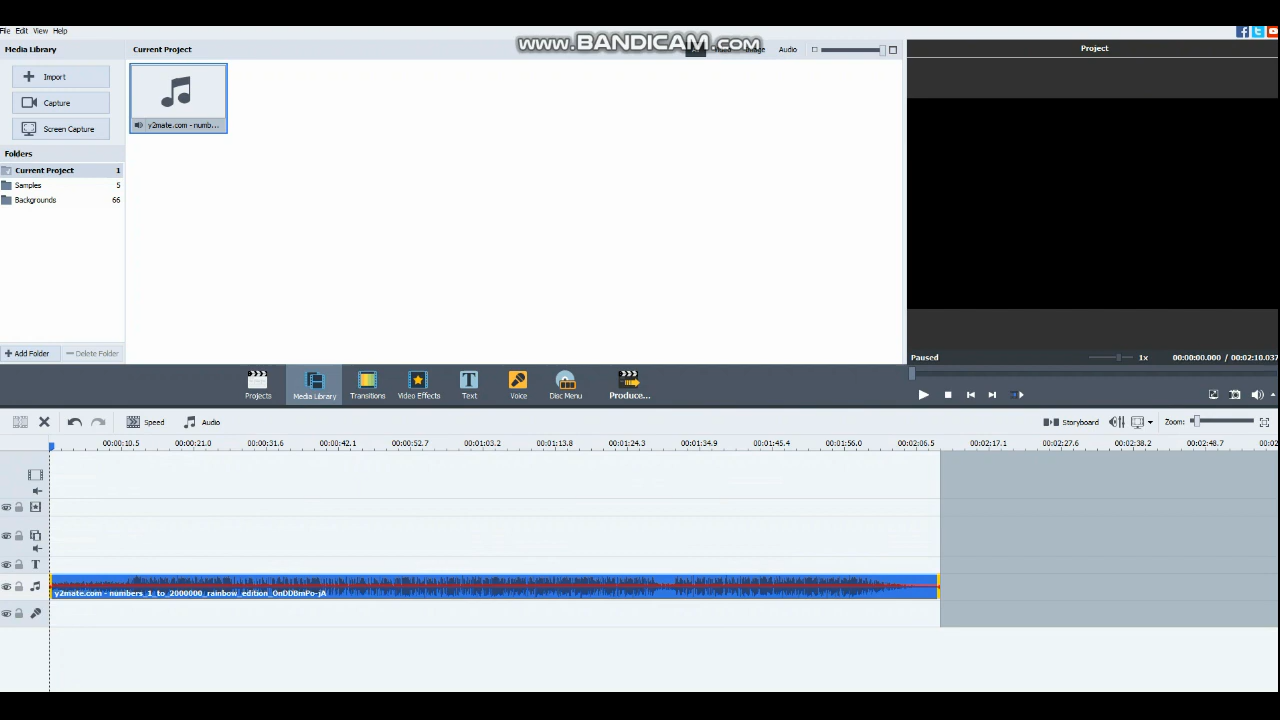 www.BANDICAM.com
File Edit View Help
Media Library
Current Project
Audio
Project
Import
Capture
Screen Capture
y2mate.com - numb...
Folders
Current Project 1
Samples 5
Backgrounds 66
+ Add Folder
Delete Folder
Paused
1x
00:00:00.000 / 00:02:10.037
Projects
Media Library
Transitions
Video Effects
Text
Voice
Disc Menu
Produce...
Speed
Audio
Storyboard
Zoom:
00:00:10.5 00:00:21.0 00:00:31.6 00:00:42.1 00:00:52.7 00:01:03.2 00:01:13.8 00:01:24.3 00:01:34.9 00:01:45.4 00:01:56.0 00:02:06.5 00:02:17.1 00:02:27.6 00:02:38.2 00:02:48.7
y2mate.com - numbers_1_to_2000000_rainbow_edition_OnDDBmPo-jA